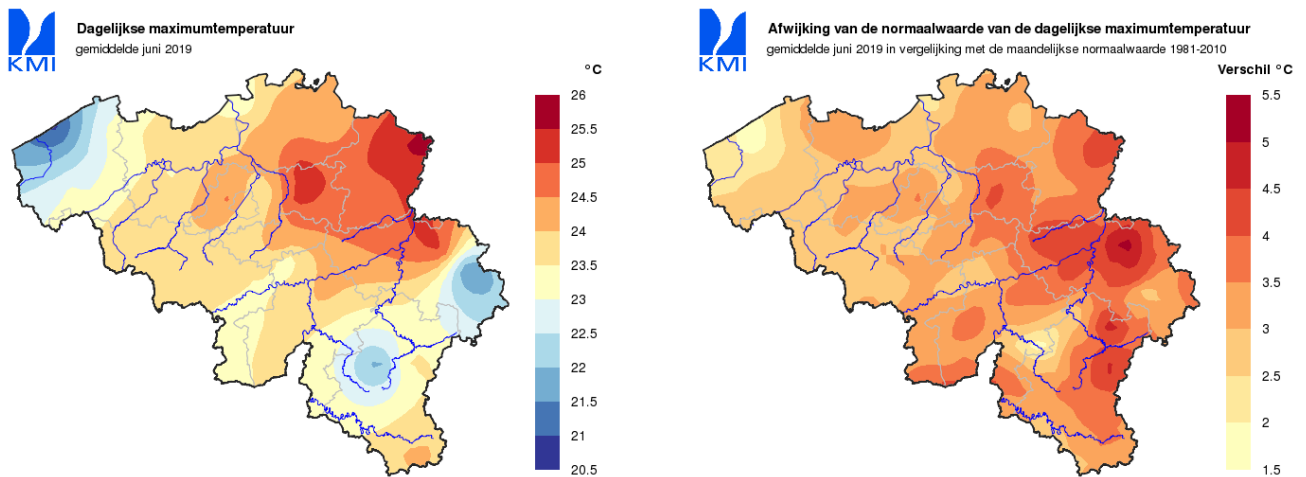 KMI
Dagelijkse maximumtemperatuur
gemiddelde juni 2019
°C
26
25.5
25
24.5
24
23.5
23
22.5
22
21.5
21
20.5
KMI
Afwijking van de normaalwaarde van de dagelijkse maximumtemperatuur
gemiddelde juni 2019 in vergelijking met de maandelijkse normaalwaarde 1981-2010
Verschil °C
5.5
5
4.5
4
3.5
3
2.5
2
1.5